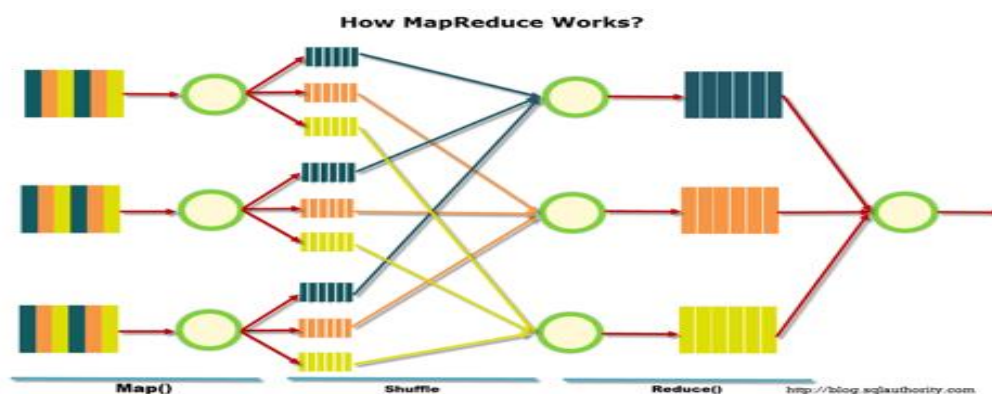 How MapReduce Works?
Map()
Shuffle
Reduce()
http://blog.sqlauthority.com